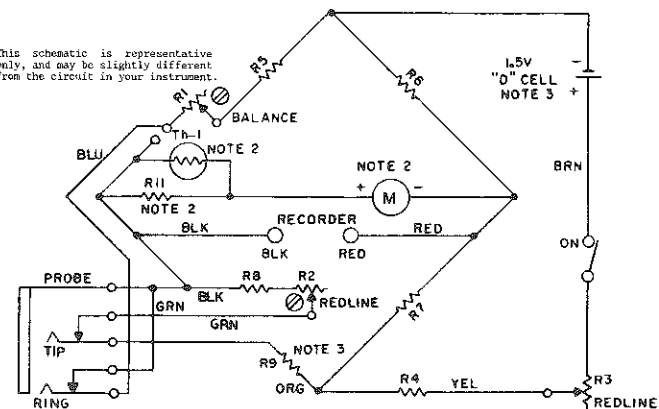 This schematic is representative
only, and may be slightly different
from the circuit in your instrument.
R5
R6
1.5V
"D" CELL
NOTE 3
-
+
R1
BALANCE
Th-1
BLU
NOTE 2
R11
NOTE 2
NOTE 2
+ M -
BRN
RECORDER
BLK
BLK
RED
RED
ON
PROBE
BLK
R8
R2
REDLINE
GRN
GRN
R7
TIP
NOTE 3
R9
ORG
R4
YEL
R3
REDLINE
RING